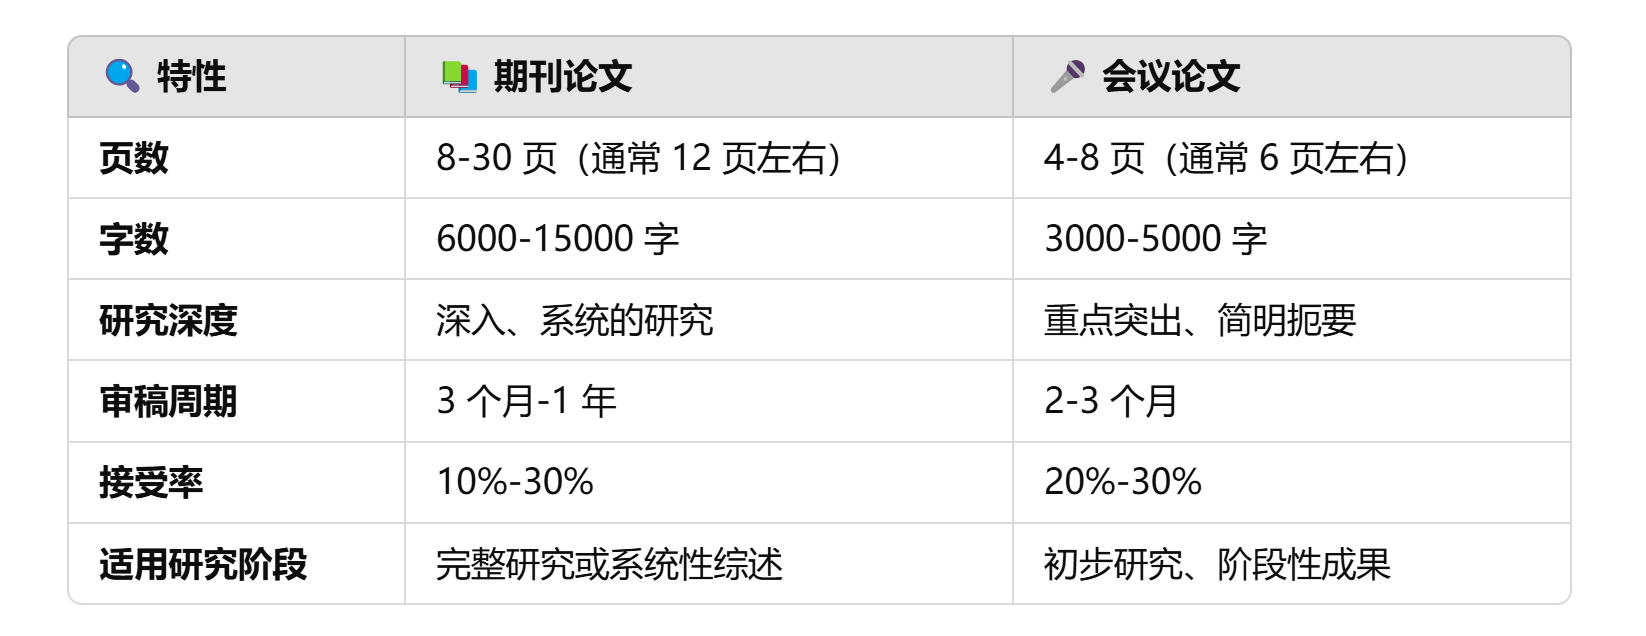 特性 期刊论文 会议论文
页数 8-30 页（通常 12 页左右） 4-8 页（通常 6 页左右）
字数 6000-15000 字 3000-5000 字
研究深度 深入、系统的研究 重点突出、简明扼要
审稿周期 3 个月-1 年 2-3 个月
接受率 10%-30% 20%-30%
适用研究阶段 完整研究或系统性综述 初步研究、阶段性成果